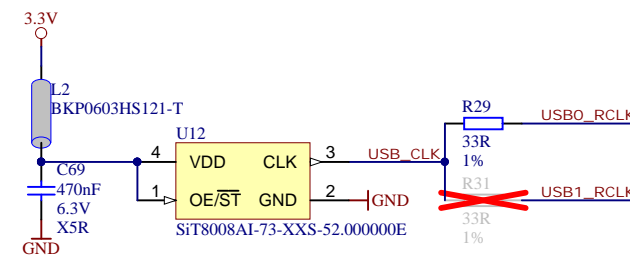 3.3V
L2
BKP0603HS121-T
C69
470nF
6.3V
X5R
GND
U12
4
VDD
CLK
3
1
OE/ST
GND
2
GND
SiT8008AI-73-XXS-52.000000E
USB_CLK
R29
33R
1%
USB0_RCLK
R31
33R
1%
USB1_RCLK